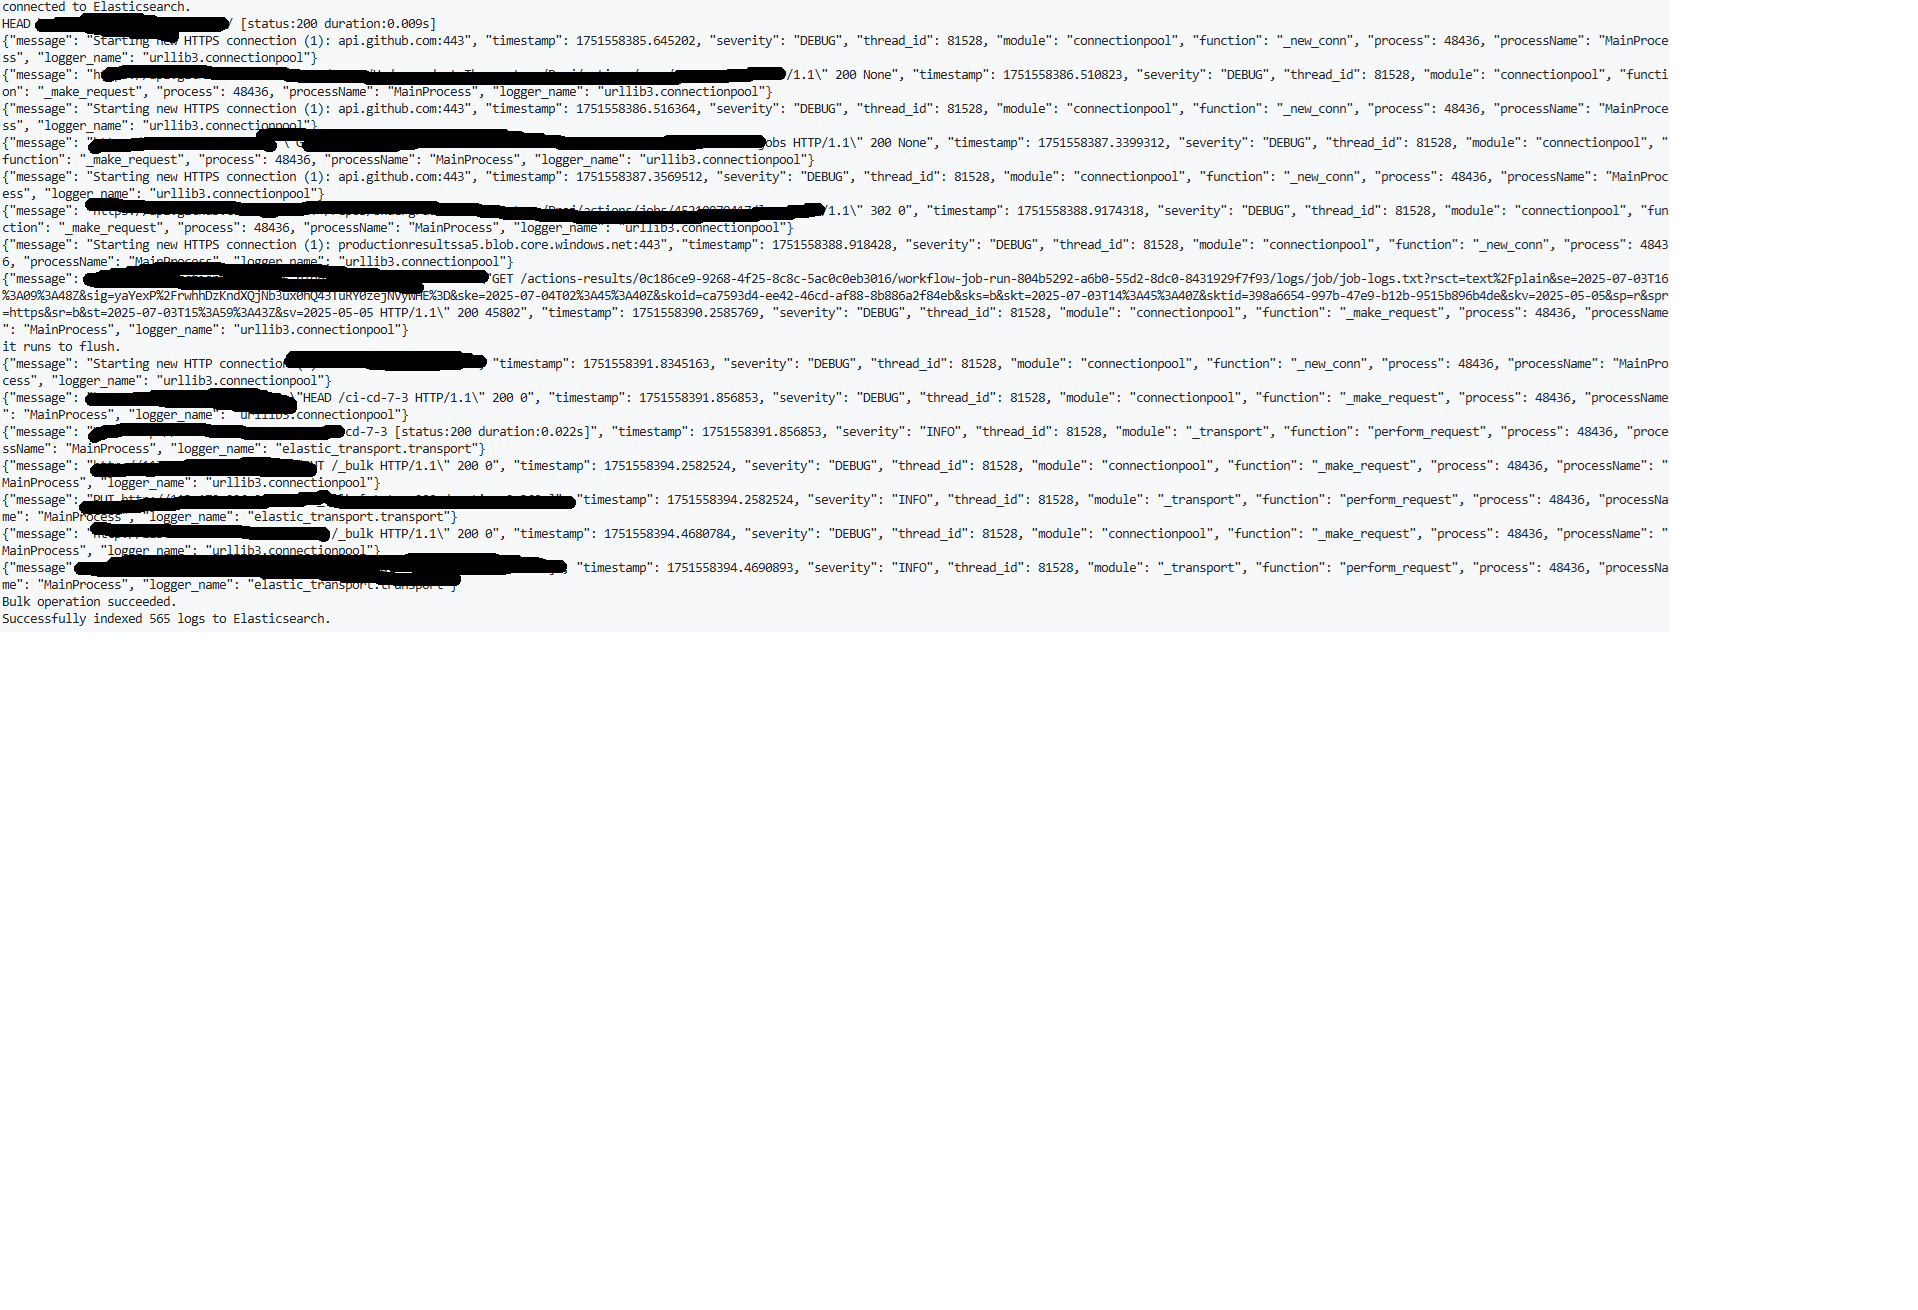 connected to Elasticsearch.
HEAD / [status:200 duration:0.009s]
{"message": "Starting new HTTPS connection (1): api.github.com:443", "timestamp": 1751558385.645202, "severity": "DEBUG", "thread_id": 81528, "module": "connectionpool", "function": "_new_conn", "process": 48436, "processName": "MainProce
ss", "logger_name": "urllib3.connectionpool"}
{"message": "h /1.1\" 200 None", "timestamp": 1751558386.510823, "severity": "DEBUG", "thread_id": 81528, "module": "connectionpool", "functi
on": "_make_request", "process": 48436, "processName": "MainProcess", "logger_name": "urllib3.connectionpool"}
{"message": "Starting new HTTPS connection (1): api.github.com:443", "timestamp": 1751558386.516364, "severity": "DEBUG", "thread_id": 81528, "module": "connectionpool", "function": "_new_conn", "process": 48436, "processName": "MainProce
ss", "logger_name": "urllib3.connectionpool"}
{"message": obs HTTP/1.1\" 200 None", "timestamp": 1751558387.3399312, "severity": "DEBUG", "thread_id": 81528, "module": "connectionpool", "
function": "_make_request", "process": 48436, "processName": "MainProcess", "logger_name": "urllib3.connectionpool"}
{"message": "Starting new HTTPS connection (1): api.github.com:443", "timestamp": 1751558387.3569512, "severity": "DEBUG", "thread_id": 81528, "module": "connectionpool", "function": "_new_conn", "process": 48436, "processName": "MainProc
ess", "logger_name": "urllib3.connectionpool"}
{"message": /1.1\" 302 0", "timestamp": 1751558388.9174318, "severity": "DEBUG", "thread_id": 81528, "module": "connectionpool", "fun
ction": "_make_request", "process": 48436, "processName": "MainProcess", "logger_name": "urllib3.connectionpool"}
{"message": "Starting new HTTPS connection (1): productionresultssa5.blob.core.windows.net:443", "timestamp": 1751558388.918428, "severity": "DEBUG", "thread_id": 81528, "module": "connectionpool", "function": "_new_conn", "process": 4843
6, "processName": "MainProcess", "logger_name": "urllib3.connectionpool"}
{"message": "GET /actions-results/0c186ce9-9268-4f25-8c8c-5ac0c0eb3016/workflow-job-run-804b5292-a6b0-55d2-8dc0-8431929f7f93/logs/job/job-logs.txt?rsct=text%2Fplain&se=2025-07-03T16
%3A09%3A48Z&sig=yaYexP%2FrwhhDzKndXQjNb3ux0hQ43TuRY0zejNVyWHE%3D&ske=2025-07-04T02%3A45%3A40Z&skoid=ca7593d4-ee42-46cd-af88-8b886a2f84eb&sks=b&skt=2025-07-03T14%3A45%3A40Z&sktid=398a6654-997b-47e9-b12b-9515b896b4de&skv=2025-05-05&sp=r&spr
=https&sr=b&st=2025-07-03T15%3A59%3A43Z&sv=2025-05-05 HTTP/1.1\" 200 45802", "timestamp": 1751558390.2585769, "severity": "DEBUG", "thread_id": 81528, "module": "connectionpool", "function": "_make_request", "process": 48436, "processName
": "MainProcess", "logger_name": "urllib3.connectionpool"}
it runs to flush.
{"message": "Starting new HTTP connection "timestamp": 1751558391.8345163, "severity": "DEBUG", "thread_id": 81528, "module": "connectionpool", "function": "_new_conn", "process": 48436, "processName": "MainPro
cess", "logger_name": "urllib3.connectionpool"}
{"message": \"HEAD /ci-cd-7-3 HTTP/1.1\" 200 0", "timestamp": 1751558391.856853, "severity": "DEBUG", "thread_id": 81528, "module": "connectionpool", "function": "_make_request", "process": 48436, "processName
": "MainProcess", "logger_name": "urllib3.connectionpool"}
{"message": " cd-7-3 [status:200 duration:0.022s]", "timestamp": 1751558391.856853, "severity": "INFO", "thread_id": 81528, "module": "_transport", "function": "perform_request", "process": 48436, "proce
ssName": "MainProcess", "logger_name": "elastic_transport.transport"}
{"message": UT /_bulk HTTP/1.1\" 200 0", "timestamp": 1751558394.2582524, "severity": "DEBUG", "thread_id": 81528, "module": "connectionpool", "function": "_make_request", "process": 48436, "processName": "
MainProcess", "logger_name": "urllib3.connectionpool"}
{"message": "PUT "timestamp": 1751558394.2582524, "severity": "INFO", "thread_id": 81528, "module": "_transport", "function": "perform_request", "process": 48436, "processNa
me": "MainProcess", "logger_name": "elastic_transport.transport"}
{"message": /_bulk HTTP/1.1\" 200 0", "timestamp": 1751558394.4680784, "severity": "DEBUG", "thread_id": 81528, "module": "connectionpool", "function": "_make_request", "process": 48436, "processName": "
MainProcess", "logger_name": "urllib3.connectionpool"}
{"message" "timestamp": 1751558394.4690893, "severity": "INFO", "thread_id": 81528, "module": "_transport", "function": "perform_request", "process": 48436, "processNa
me": "MainProcess", "logger_name": "elastic_transport.transport"}
Bulk operation succeeded.
Successfully indexed 565 logs to Elasticsearch.